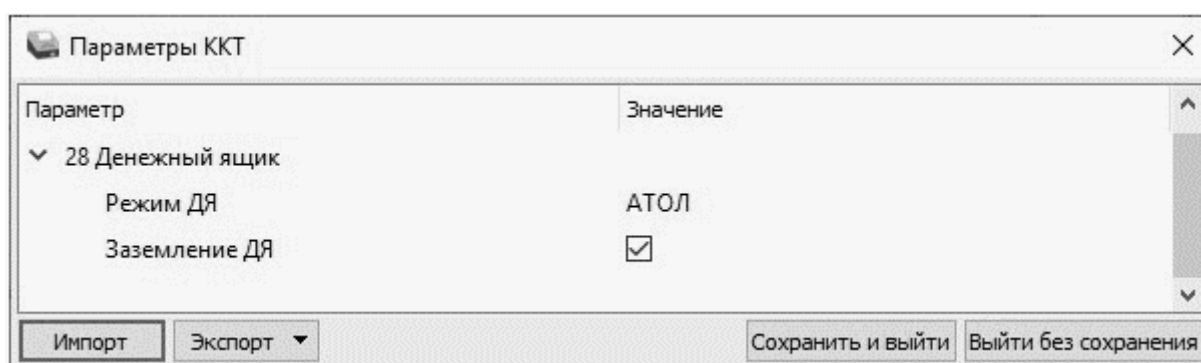 Параметры ККТ
Параметр Значение
28 Денежный ящик
Режим ДЯ АТОЛ
Заземление ДЯ
Импорт Экспорт Сохранить и выйти Выйти без сохранения